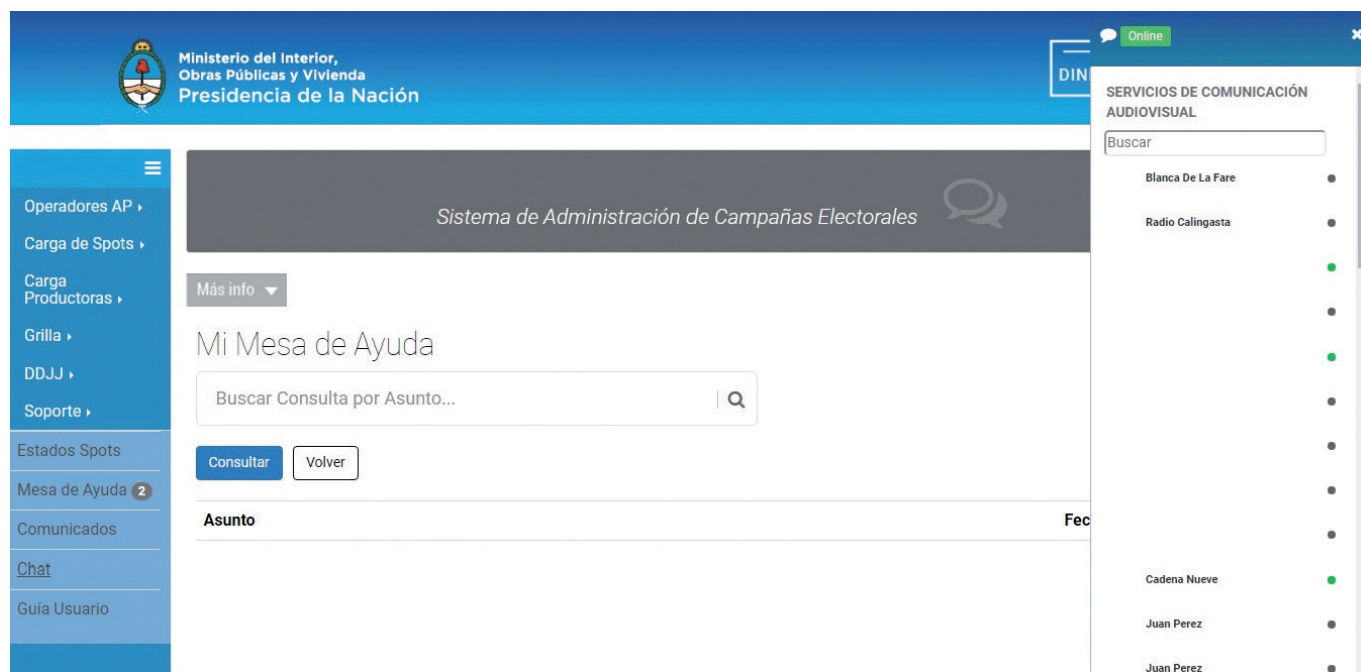 Ministerio del Interior,
Obras Públicas y Vivienda
Presidencia de la Nación
DIN
Online
SERVICIOS DE COMUNICACIÓN
AUDIOVISUAL
Buscar
Blanca De La Fare
Radio Calingasta
Cadena Nueve
Juan Perez
Juan Perez
Operadores AP
Carga de Spots
Carga
Productoras
Grilla
DDJJ
Soporte
Estados Spots
Mesa de Ayuda 2
Comunicados
Chat
Guía Usuario
Sistema de Administración de Campañas Electorales
Más info
Mi Mesa de Ayuda
Buscar Consulta por Asunto...
Consultar
Volver
Asunto
Fec